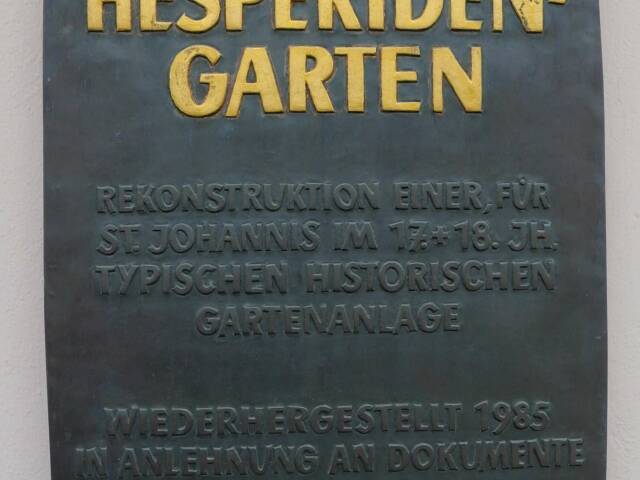 HESPERIDEN-
GARTEN
REKONSTRUKTION EINER, FÜR
ST. JOHANNIS IM 17.+18. JH.
TYPISCHEN HISTORISCHEN
GARTENANLAGE
WIEDERHERGESTELLT 1985
IN ANLEHNUNG AN DOKUMENTE